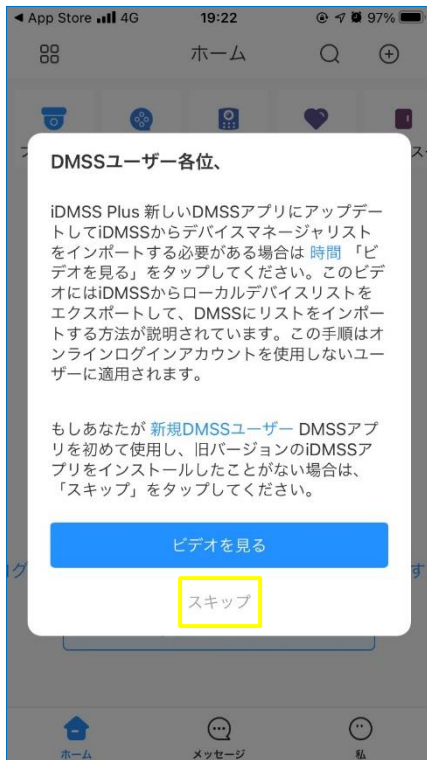 App Store 4G 19:22 97%
ホーム
DMSSユーザー各位、
iDMSS Plus 新しいDMSSアプリにアップデー
トしてiDMSSからデバイスマネージャリスト
をインポートする必要がある場合は 時間 「ビ
デオを見る」をタップしてください。このビデ
オにはiDMSSからローカルデバイスリストを
エクスポートして、DMSSにリストをインポー
トする方法が説明されています。この手順はオ
ンラインログインアカウントを使用しないユー
ザーに適用されます。
もしあなたが 新規DMSSユーザー DMSSアプ
リを初めて使用し、旧バージョンのiDMSSア
プリをインストールしたことがない場合は、
「スキップ」をタップしてください。
ビデオを見る
スキップ
ホーム メッセージ 私